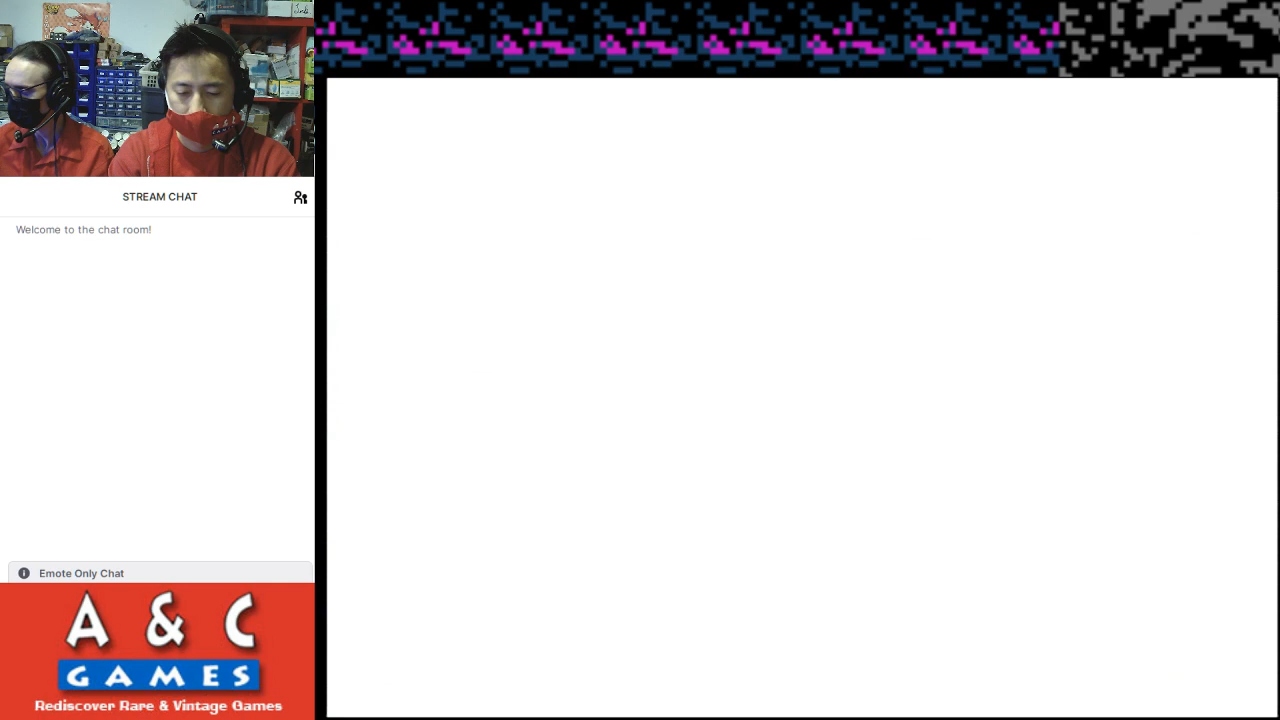 STREAM CHAT
Welcome to the chat room!
Emote Only Chat
A & C
GAMES
Rediscover Rare & Vintage Games